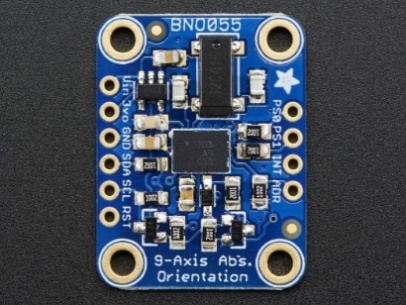 BNO055
Vin
3vo
GND
SDA
SCL
RST
PS0
PS1
INT
ADR
9-Axis Abs.
Orientation